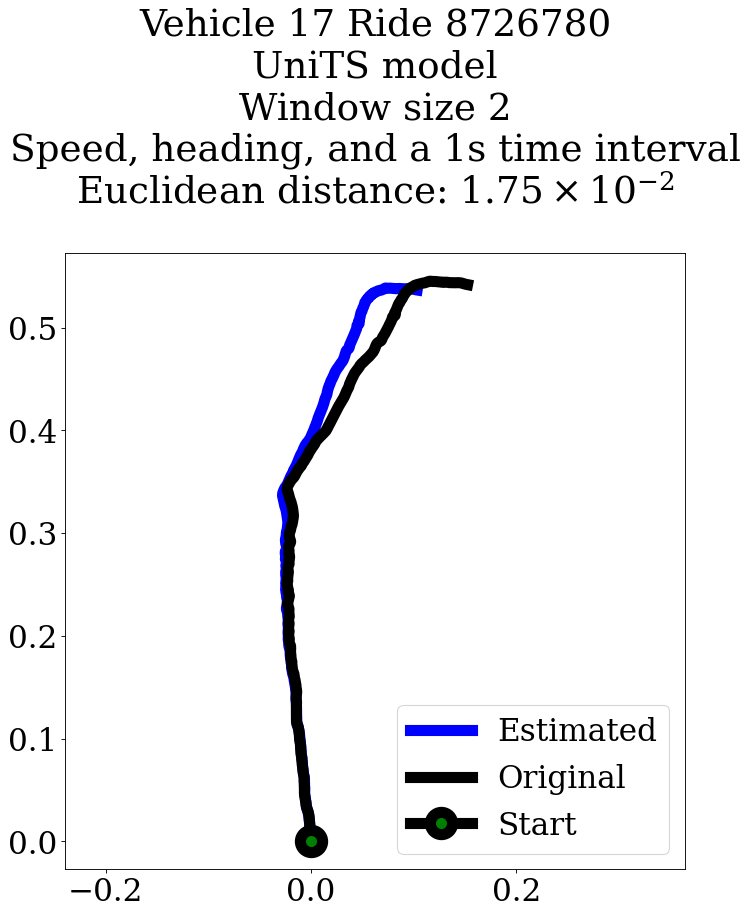 Vehicle 17 Ride 8726780
UniTS model
Window size 2
Speed, heading, and a 1s time interval
Euclidean distance: 1.75 × 10⁻²
0.5
0.4
0.3
0.2
0.1
0.0
−0.2 0.0 0.2
Estimated
Original
Start